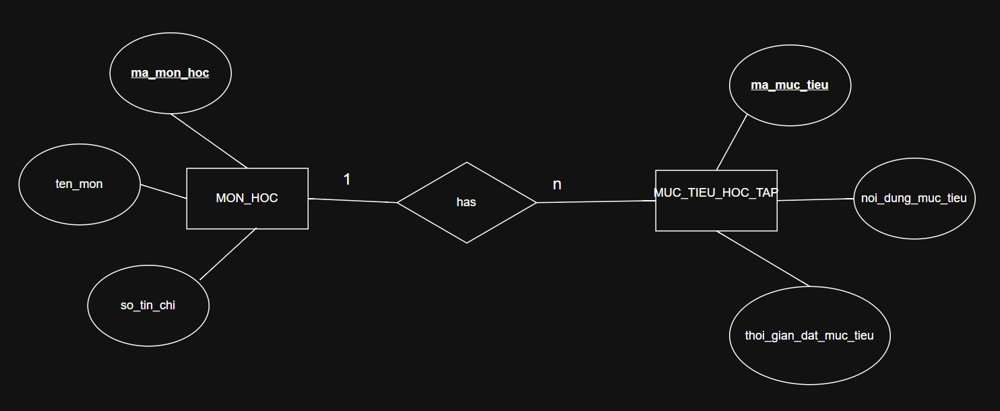 ma_mon_hoc
ten_mon
MON_HOC
so_tin_chi
1
has
n
ma_muc_tieu
MUC_TIEU_HOC_TAP
noi_dung_muc_tieu
thoi_gian_dat_muc_tieu